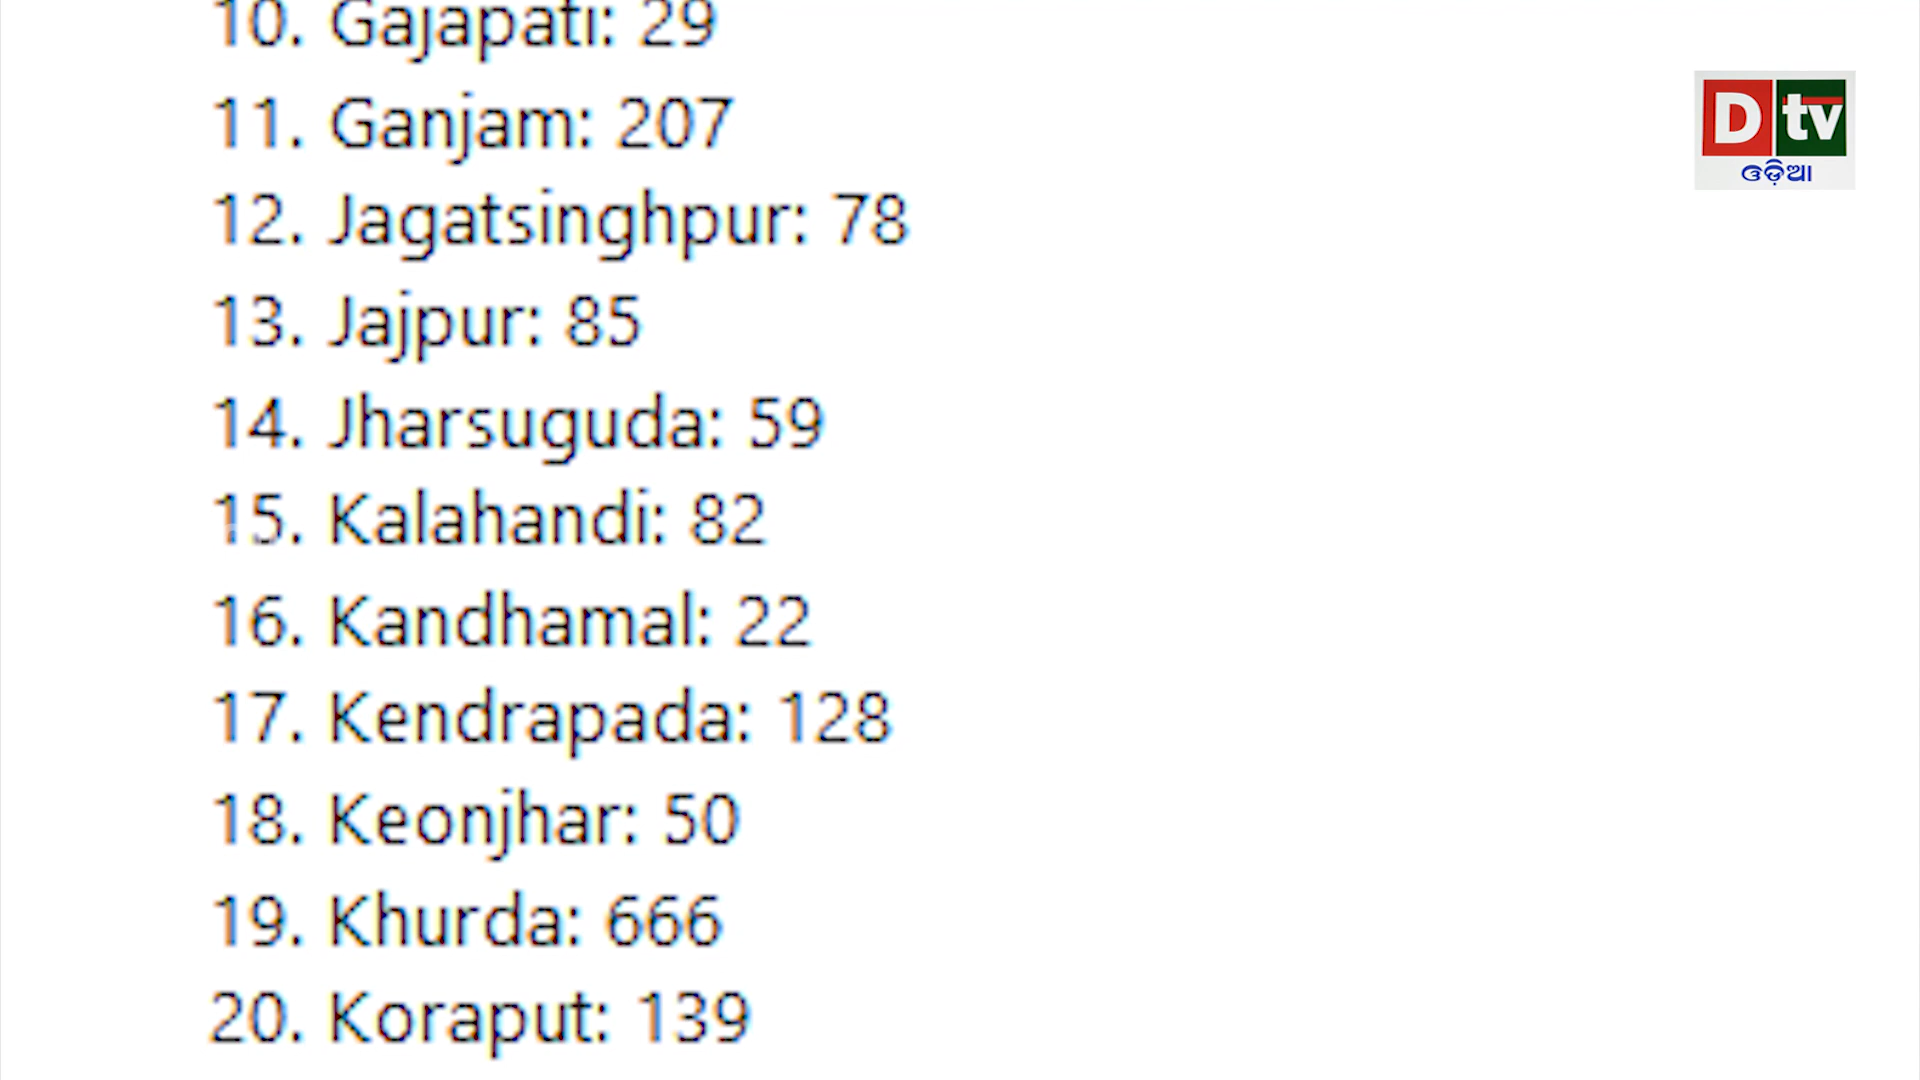 10. Gajapati: 29
11. Ganjam: 207
12. Jagatsinghpur: 78
13. Jajpur: 85
14. Jharsuguda: 59
15. Kalahandi: 82
16. Kandhamal: 22
17. Kendrapada: 128
18. Keonjhar: 50
19. Khurda: 666
20. Koraput: 139
D tv
ଓଡ଼ିଆ